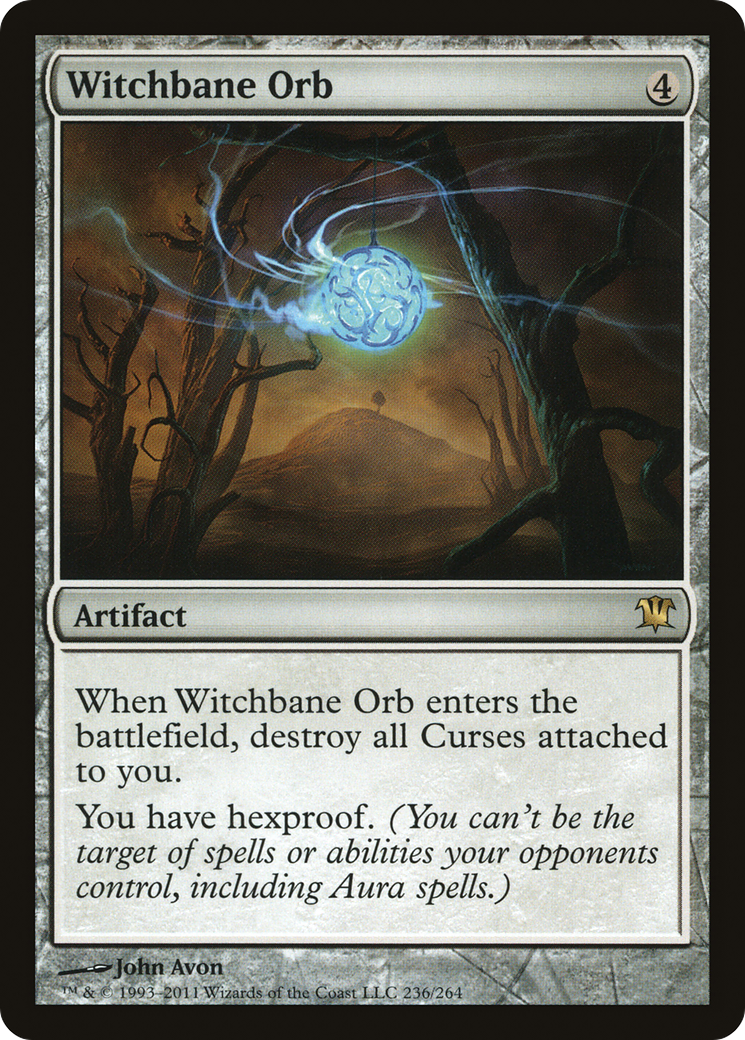 Witchbane Orb
4
Artifact
When Witchbane Orb enters the
battlefield, destroy all Curses attached
to you.
You have hexproof. (You can't be the
target of spells or abilities your opponents
control, including Aura spells.)
John Avon
™ & © 1993–2011 Wizards of the Coast LLC 236/264